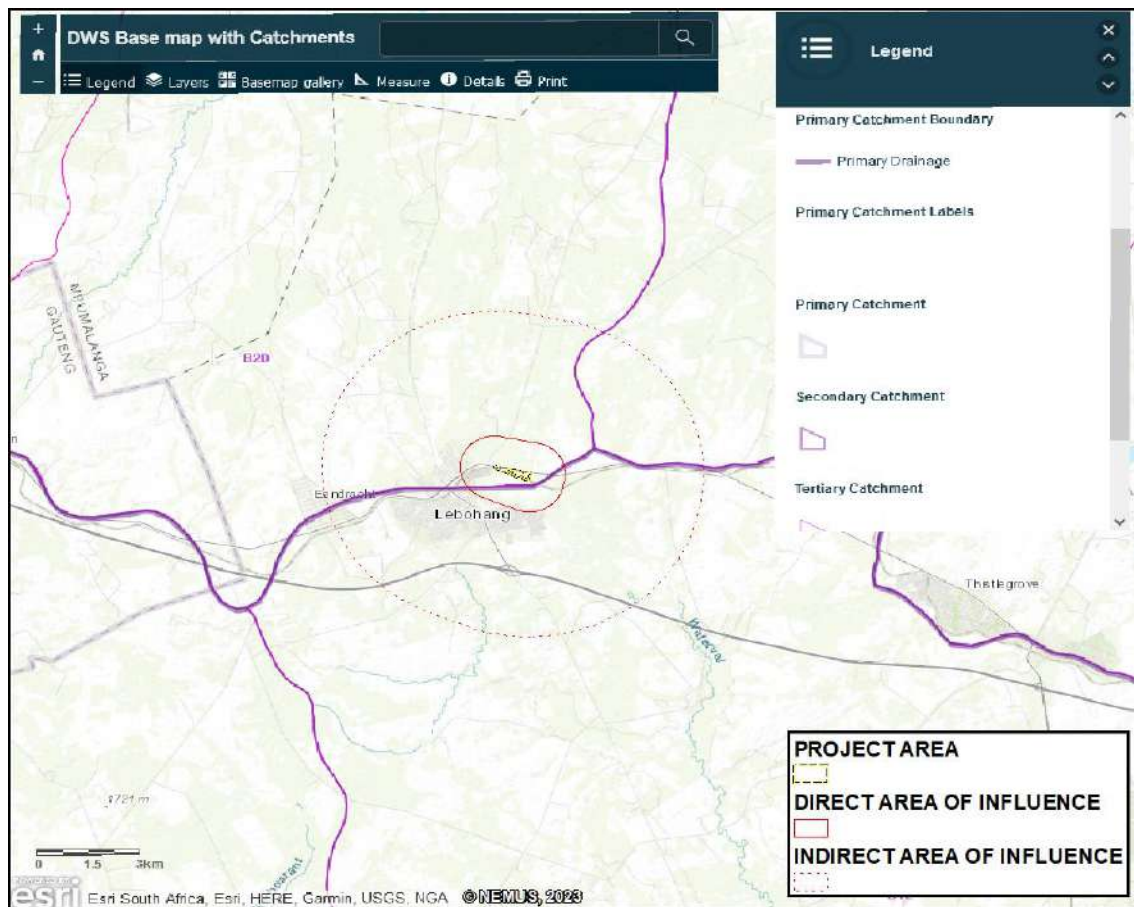 +
DWS Base map with Catchments
−
Legend Layers Basemap gallery Measure Details Print
Legend
Primary Catchment Boundary
Primary Drainage
Primary Catchment Labels
Primary Catchment
Secondary Catchment
Tertiary Catchment
MPUMALANGA
GAUTENG
B20
n
Eandracht
Lebohang
Thistlegrove
Waterval
1721 m
0 1.5 3km
PROJECT AREA
DIRECT AREA OF INFLUENCE
INDIRECT AREA OF INFLUENCE
esri Esri South Africa, Esri, HERE, Garmin, USGS, NGA © NEMUS, 2023